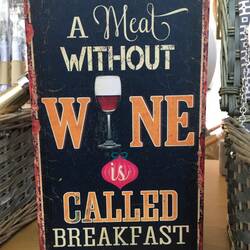 A Meal
WITHOUT
WINE
is
CALLED
BREAKFAST